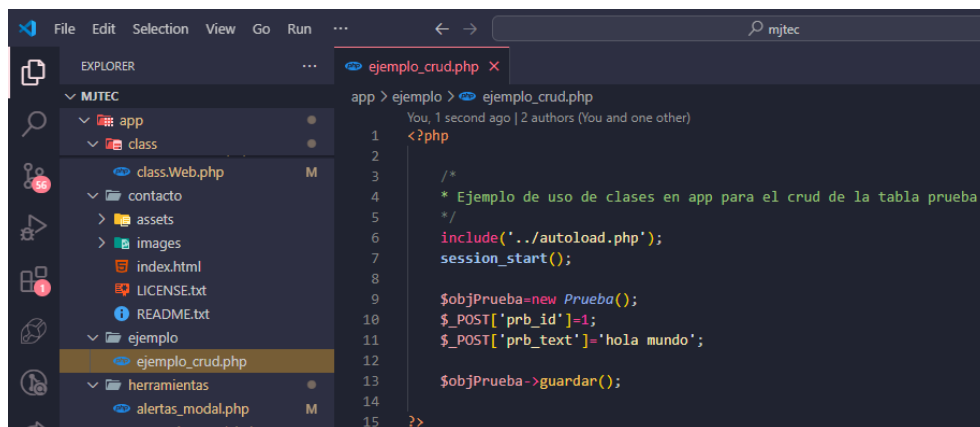 File Edit Selection View Go Run ··· ← → mjtec
EXPLORER ···
MJTEC
app
class
class.Web.php M
contacto
assets
images
index.html
LICENSE.txt
README.txt
ejemplo
ejemplo_crud.php
herramientas
alertas_modal.php M
56
1
ejemplo_crud.php ×
app > ejemplo > ejemplo_crud.php
You, 1 second ago | 2 authors (You and one other)
1 <?php
2
3 /*
4 * Ejemplo de uso de clases en app para el crud de la tabla prueba
5 */
6 include('../autoload.php');
7 session_start();
8
9 $objPrueba=new Prueba();
10 $_POST['prb_id']=1;
11 $_POST['prb_text']='hola mundo';
12
13 $objPrueba->guardar();
14
15 ?>